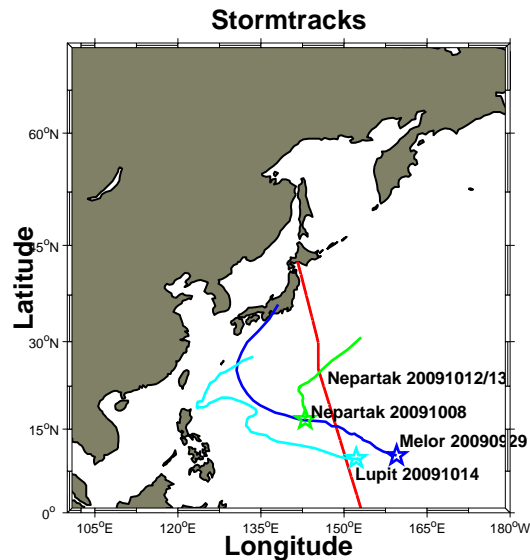 Stormtracks
60°N
45°N
30°N
15°N
0°
Latitude
Nepartak 20091012/13
Nepartak 20091008
Melor 20090929
Lupit 20091014
105°E
120°E
135°E
150°E
165°E
180°W
Longitude